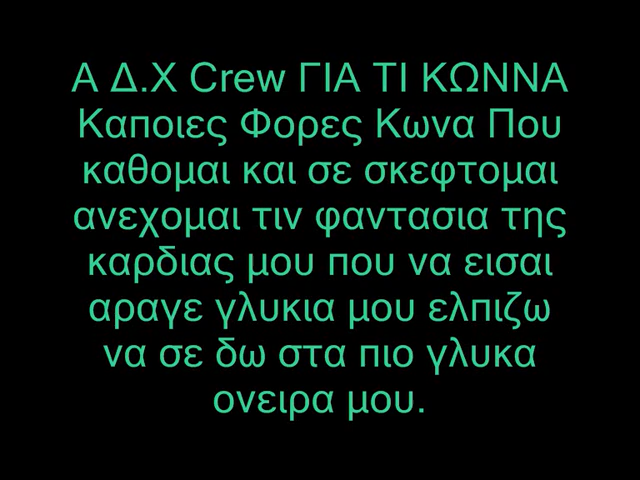 Α Δ.Χ Crew ΓΙΑ ΤΙ ΚΩΝΝΑ
Καποιες Φορες Κωνα Που
καθομαι και σε σκεφτομαι
ανεχομαι τιν φαντασια της
καρδιας μου που να εισαι
αραγε γλυκια μου ελπιζω
να σε δω στα πιο γλυκα
ονειρα μου.